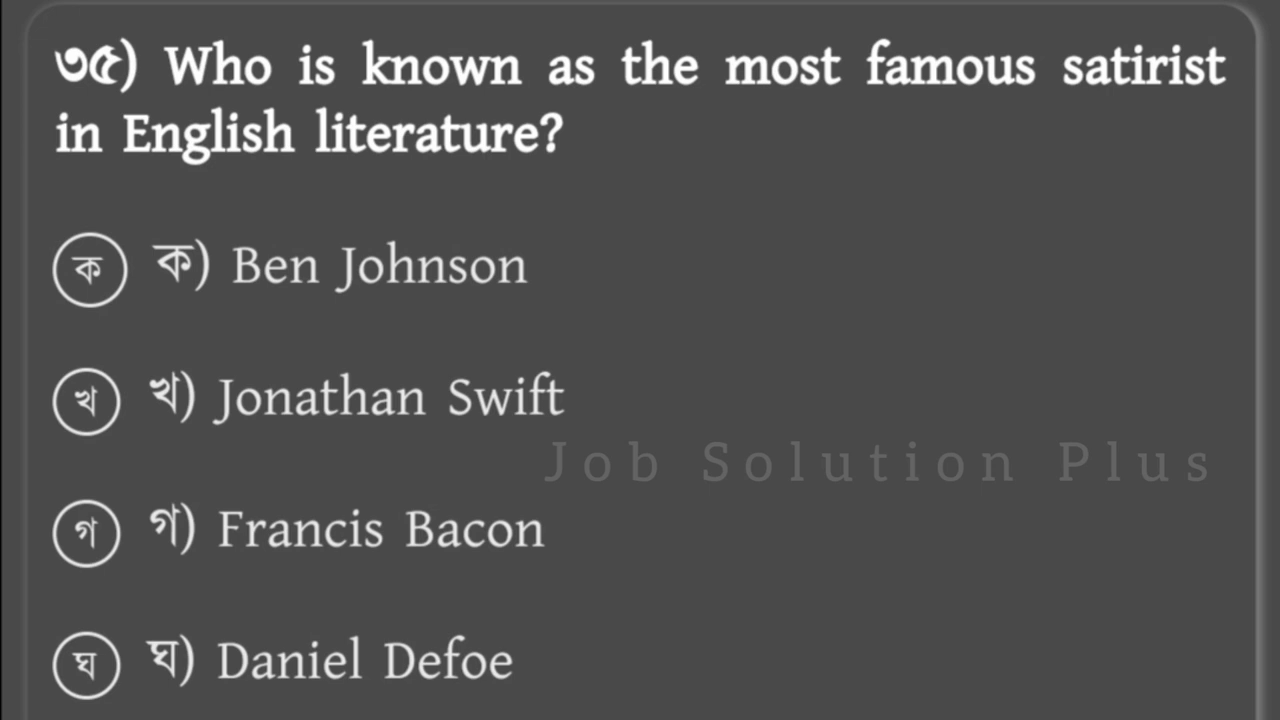 ৩৫) Who is known as the most famous satirist
in English literature?
ক ক) Ben Johnson
খ খ) Jonathan Swift
Job Solution Plus
গ গ) Francis Bacon
ঘ ঘ) Daniel Defoe